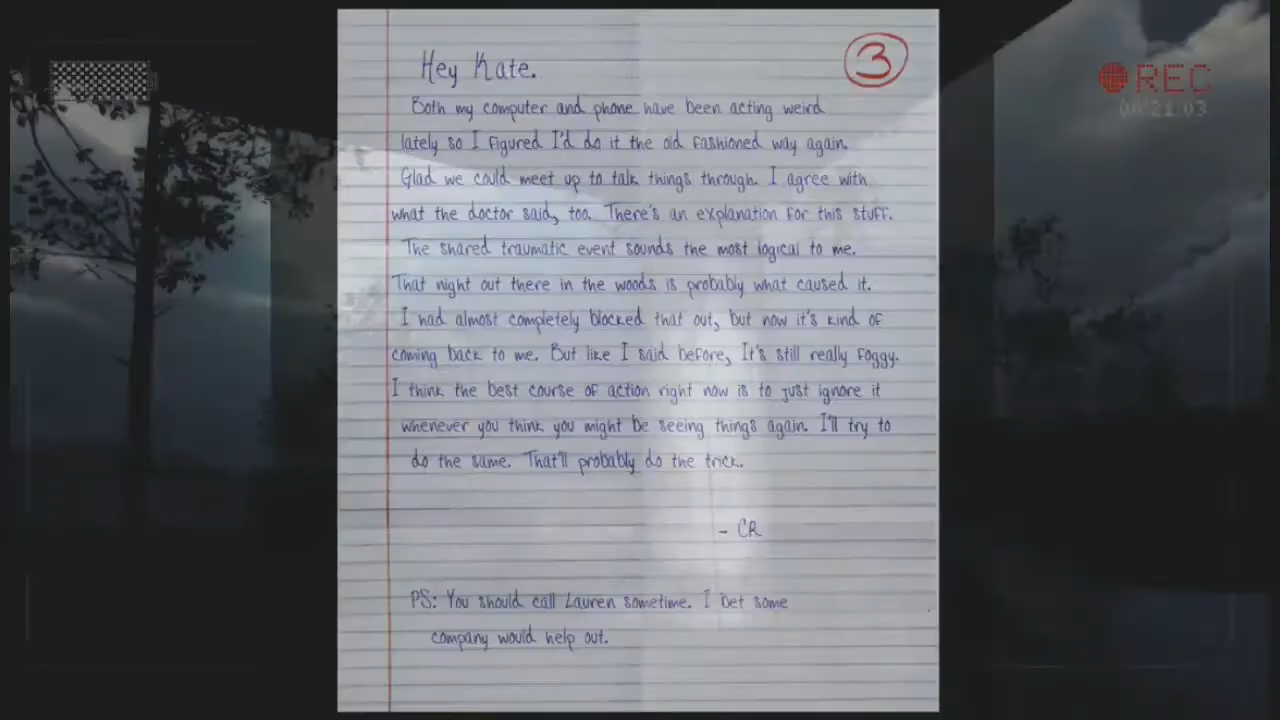 Hey Kate.
3
REC
00:21:03
Both my computer and phone have been acting weird
lately so I figured I'd do it the old fashioned way again.
Glad we could meet up to talk things through. I agree with
what the doctor said, too. There's an explanation for this stuff.
The shared traumatic event sounds the most logical to me.
That night out there in the woods is probably what caused it.
I had almost completely blocked that out, but now it's kind of
coming back to me. But like I said before, It's still really foggy.
I think the best course of action right now is to just ignore it
whenever you think you might be seeing things again. I'll try to
do the same. That'll probably do the trick.
- CR
PS: You should call Lauren sometime. I bet some
company would help out.